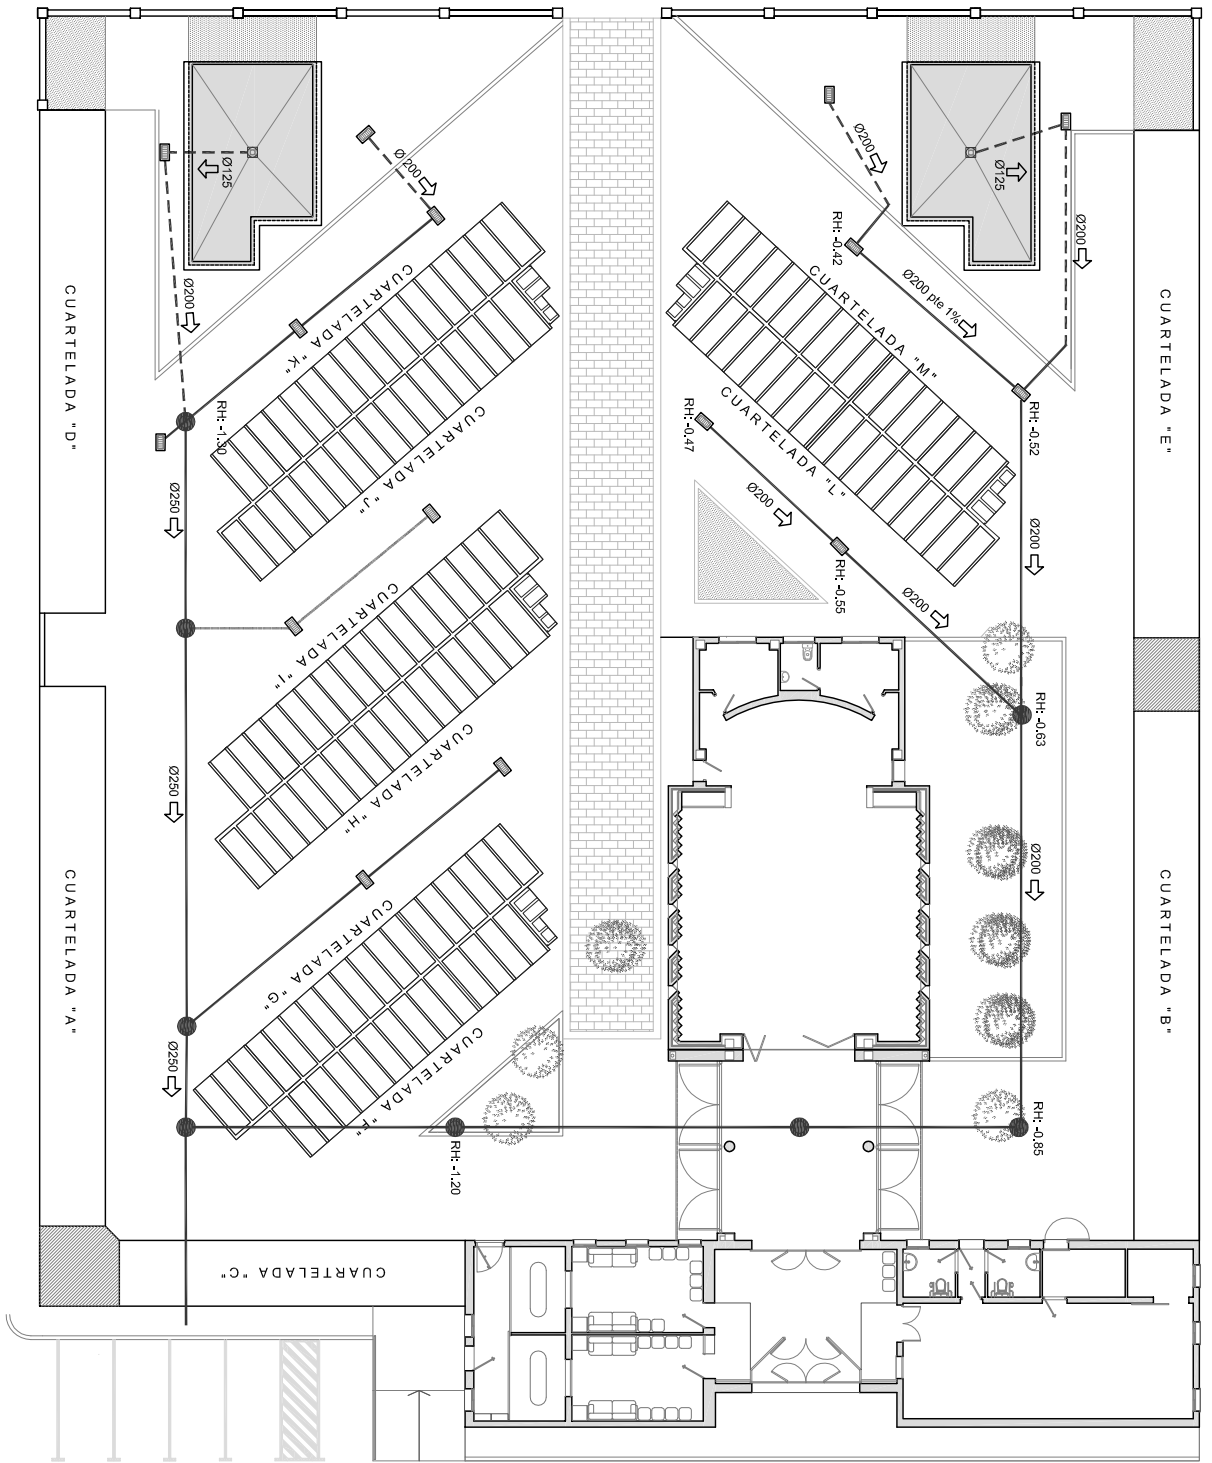 Ø200
Ø200
Ø125
Ø125
Ø200
RH: -0.42
CUARTELADA "K"
CUARTELADA "M"
Ø200 pte 1%
Ø200
CUARTELADA "D"
CUARTELADA "E"
RH: -1.30
CUARTELADA "J"
CUARTELADA "L"
RH: -0.47
RH: -0.52
Ø250
Ø200
Ø200
RH: -0.55
Ø200
CUARTELADA "I"
RH: -0.63
Ø250
CUARTELADA "H"
Ø200
CUARTELADA "A"
CUARTELADA "G"
CUARTELADA "B"
Ø250
CUARTELADA "F"
RH: -1.20
RH: -0.85
CUARTELADA "C"